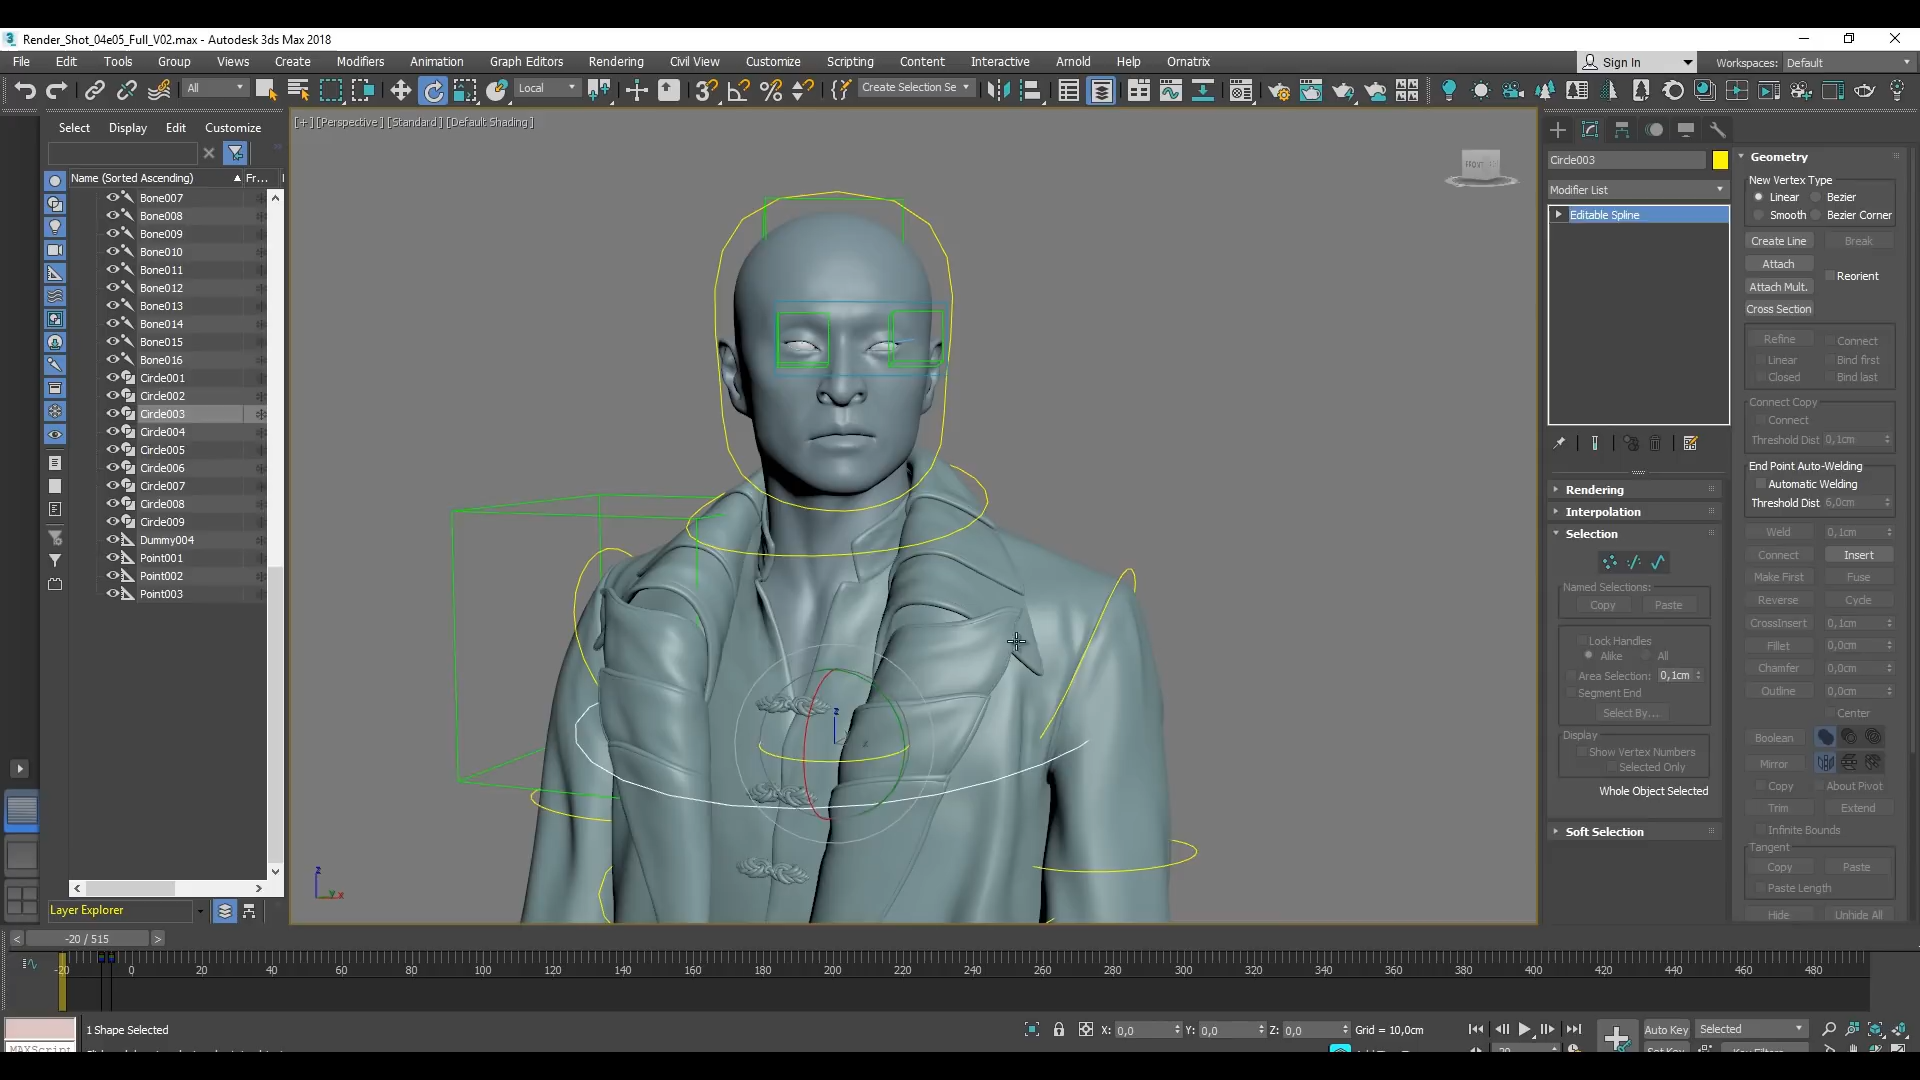 Render_Shot_04e05_Full_V02.max - Autodesk 3ds Max 2018
File Edit Tools Group Views Create Modifiers Animation Graph Editors Rendering Civil View Customize Scripting Content Interactive Arnold Help Ornatrix
Sign In Workspaces: Default
All Local Create Selection Se
Select Display Edit Customize
[+] [Perspective] [Standard] [Default Shading]
Name (Sorted Ascending) Fr...
Bone007
Bone008
Bone009
Bone010
Bone011
Bone012
Bone013
Bone014
Bone015
Bone016
Circle001
Circle002
Circle003
Circle004
Circle005
Circle006
Circle007
Circle008
Circle009
Dummy004
Point001
Point002
Point003
Layer Explorer
FRONT
Circle003
Modifier List
Editable Spline
Rendering
Interpolation
Selection
Named Selections:
Copy Paste
Lock Handles
Alike All
Area Selection: 0,1cm
Segment End
Select By...
Display
Show Vertex Numbers
Selected Only
Whole Object Selected
Soft Selection
Geometry
New Vertex Type
Linear Bezier
Smooth Bezier Corner
Create Line Break
Attach
Reorient
Attach Mult.
Cross Section
Refine Connect
Linear Bind first
Closed Bind last
Connect Copy
Connect
Threshold Dist 0,1cm
End Point Auto-Welding
Automatic Welding
Threshold Dist 6,0cm
Weld 0,1cm
Connect Insert
Make First Fuse
Reverse Cycle
CrossInsert 0,1cm
Fillet 0,0cm
Chamfer 0,0cm
Outline 0,0cm
Center
Boolean
Mirror
Copy About Pivot
Trim Extend
Infinite Bounds
Tangent
Copy Paste
Paste Length
Hide Unhide All
-20 / 515
-20 0 20 40 60 80 100 120 140 160 180 200 220 240 260 280 300 320 340 360 380 400 420 440 460 480
1 Shape Selected
X: 0,0 Y: 0,0 Z: 0,0 Grid = 10,0cm
Auto Key Selected
MAXScript